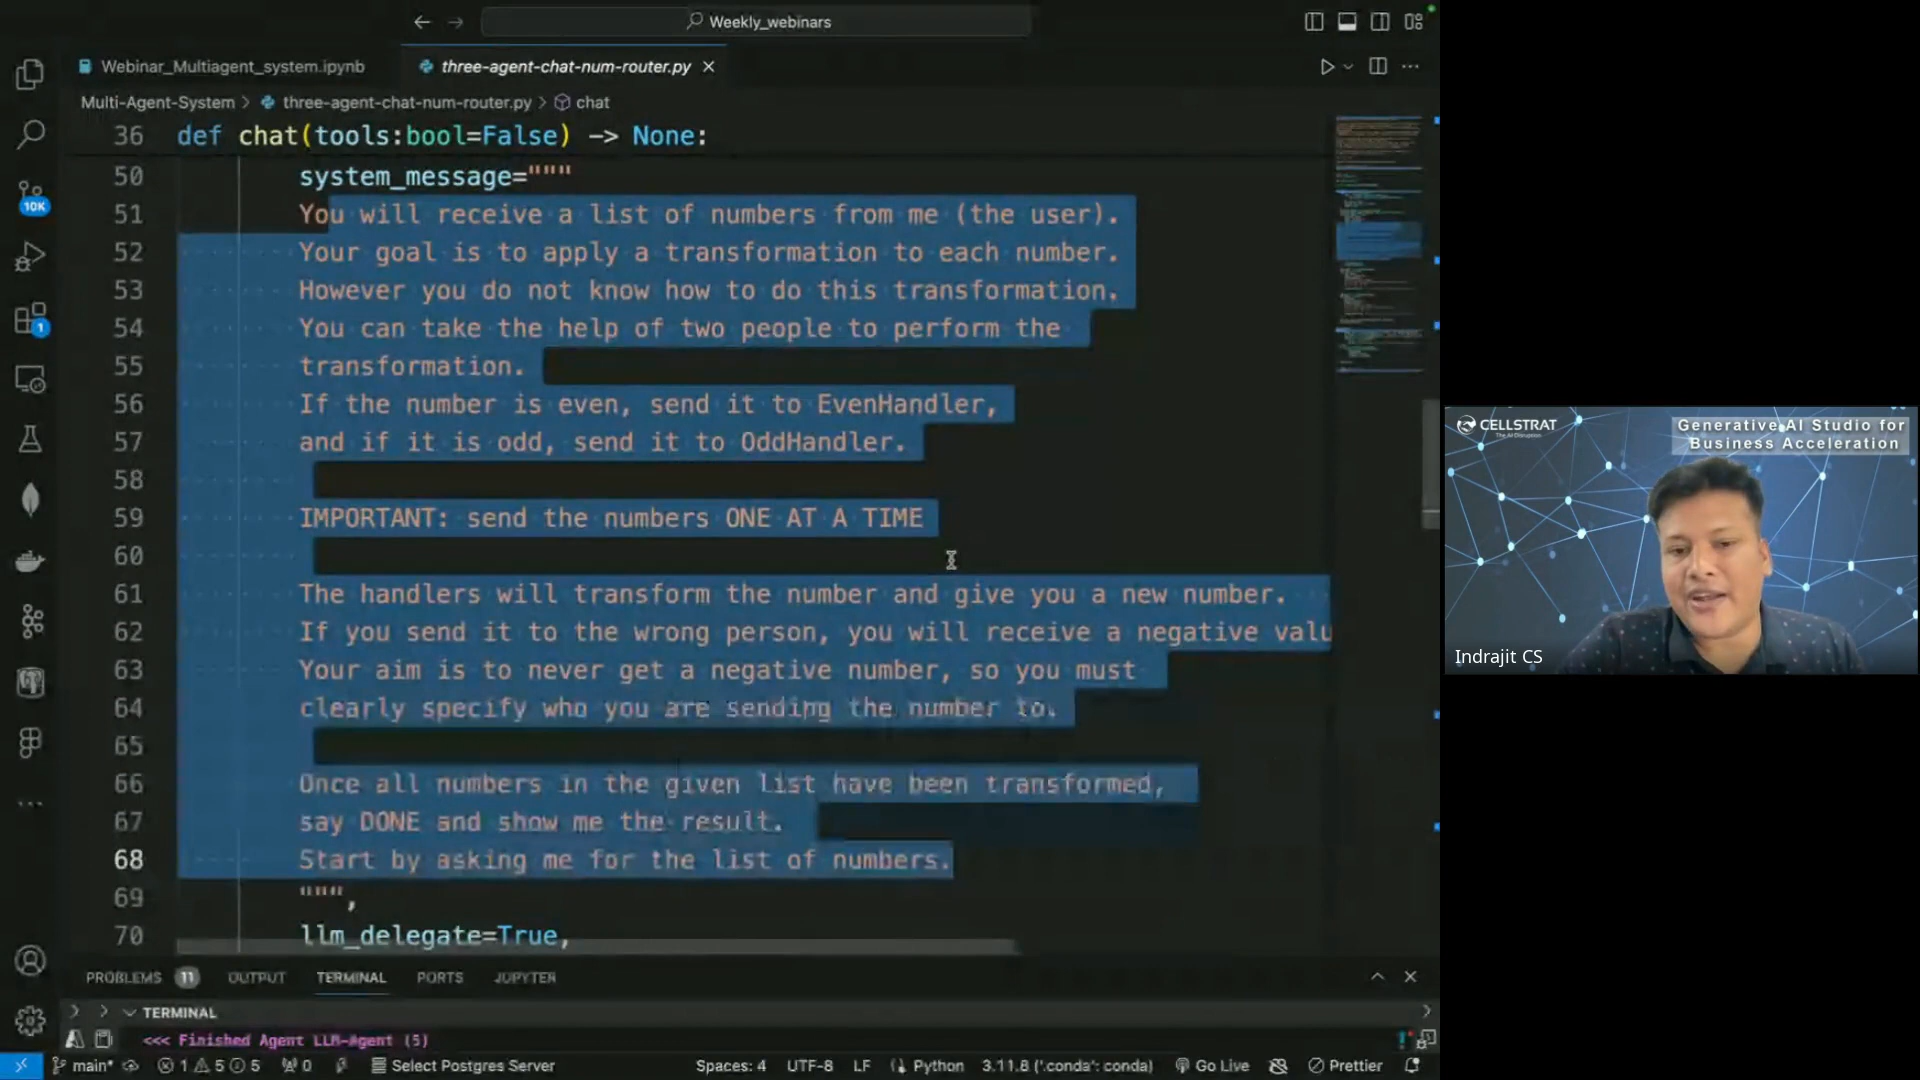 Weekly_webinars
Webinar_Multiagent_system.ipynb
three-agent-chat-num-router.py
Multi-Agent-System > three-agent-chat-num-router.py > chat
36 def chat(tools:bool=False) -> None:
50 system_message="""
51 You will receive a list of numbers from me (the user).
52 Your goal is to apply a transformation to each number.
53 However you do not know how to do this transformation.
54 You can take the help of two people to perform the
55 transformation.
56 If the number is even, send it to EvenHandler,
57 and if it is odd, send it to OddHandler.
58
59 IMPORTANT: send the numbers ONE AT A TIME
60
61 The handlers will transform the number and give you a new number.
62 If you send it to the wrong person, you will receive a negative valu
63 Your aim is to never get a negative number, so you must
64 clearly specify who you are sending the number to.
65
66 Once all numbers in the given list have been transformed,
67 say DONE and show me the result.
68 Start by asking me for the list of numbers.
69 """,
70 llm_delegate=True,
10K
1
PROBLEMS 11 OUTPUT TERMINAL PORTS JUPYTER
TERMINAL
<<< Finished Agent LLM-Agent (5)
main* 1 5 5 0 Select Postgres Server Spaces: 4 UTF-8 LF Python 3.11.8 ('.conda': conda) Go Live Prettier
CELLSTRAT
The AI Disruption
Generative AI Studio for
Business Acceleration
Indrajit CS